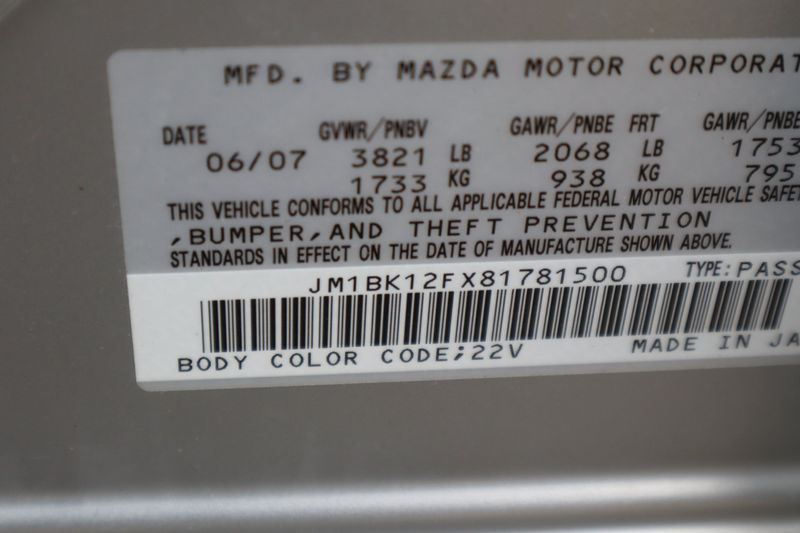 MFD. BY MAZDA MOTOR CORPORAT
DATE GVWR/PNBV GAWR/PNBE FRT GAWR/PNBE
06/07 3821 LB 2068 LB 1753
1733 KG 938 KG 795
THIS VEHICLE CONFORMS TO ALL APPLICABLE FEDERAL MOTOR VEHICLE SAFET
,BUMPER,AND THEFT PREVENTION
STANDARDS IN EFFECT ON THE DATE OF MANUFACTURE SHOWN ABOVE.
JM1BK12FX81781500 TYPE:PASS
BODY COLOR CODE;22V MADE IN JA